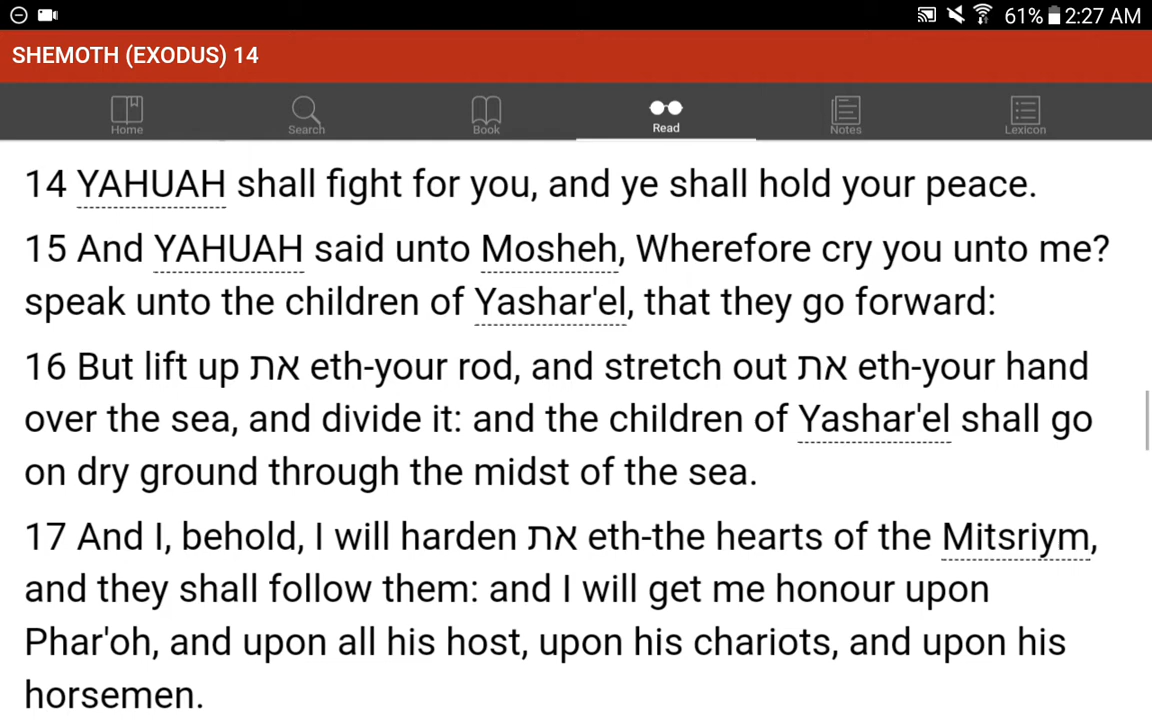 61% 2:27 AM
SHEMOTH (EXODUS) 14
Home Search Book Read Notes Lexicon
14 YAHUAH shall fight for you, and ye shall hold your peace.
15 And YAHUAH said unto Mosheh, Wherefore cry you unto me?
speak unto the children of Yashar'el, that they go forward:
16 But lift up את eth-your rod, and stretch out את eth-your hand
over the sea, and divide it: and the children of Yashar'el shall go
on dry ground through the midst of the sea.
17 And I, behold, I will harden את eth-the hearts of the Mitsriym,
and they shall follow them: and I will get me honour upon
Phar'oh, and upon all his host, upon his chariots, and upon his
horsemen.